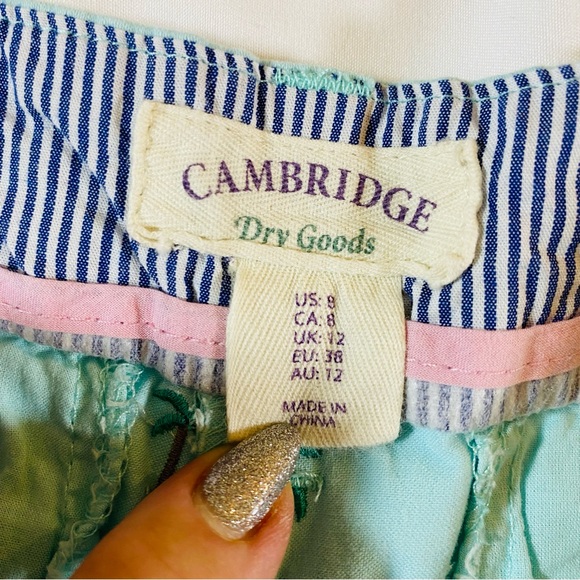 CAMBRIDGE
Dry Goods
US: 8
CA: 8
UK: 12
EU: 38
AU: 12
MADE IN
CHINA